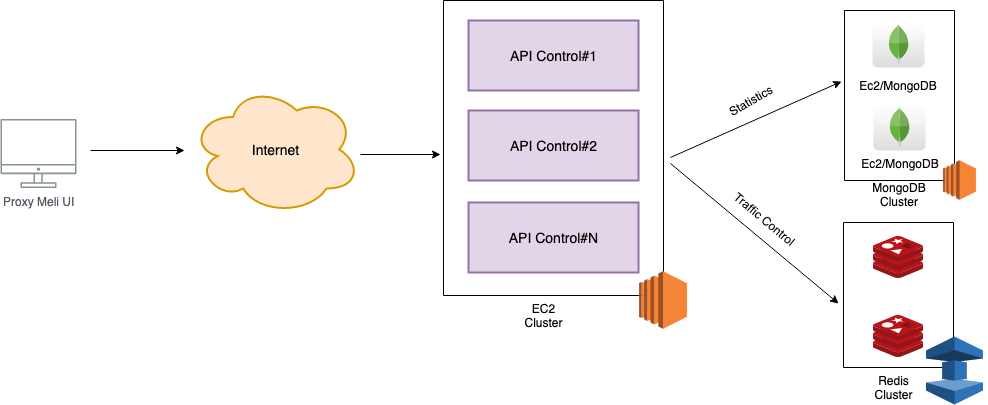 Proxy Meli UI
Internet
API Control#1
API Control#2
API Control#N
EC2
Cluster
Statistics
Traffic Control
Ec2/MongoDB
Ec2/MongoDB
MongoDB
Cluster
Redis
Cluster